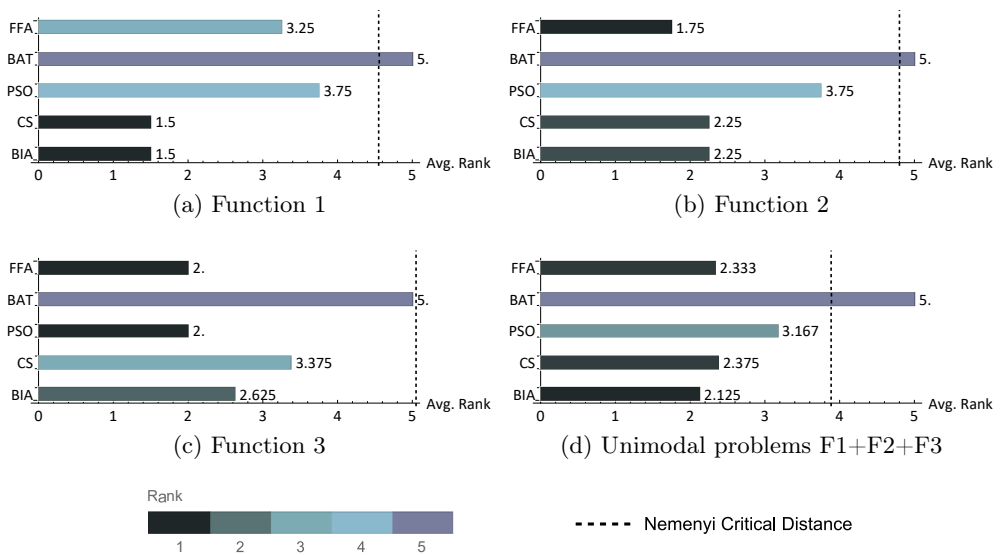 FFA 3.25
BAT 5.
PSO 3.75
CS 1.5
BIA 1.5
Avg. Rank
0 1 2 3 4 5
(a) Function 1
FFA 1.75
BAT 5.
PSO 3.75
CS 2.25
BIA 2.25
Avg. Rank
0 1 2 3 4 5
(b) Function 2
FFA 2.
BAT 5.
PSO 2.
CS 3.375
BIA 2.625
Avg. Rank
0 1 2 3 4 5
(c) Function 3
FFA 2.333
BAT 5.
PSO 3.167
CS 2.375
BIA 2.125
Avg. Rank
0 1 2 3 4 5
(d) Unimodal problems F1+F2+F3
Rank
1 2 3 4 5
Nemenyi Critical Distance